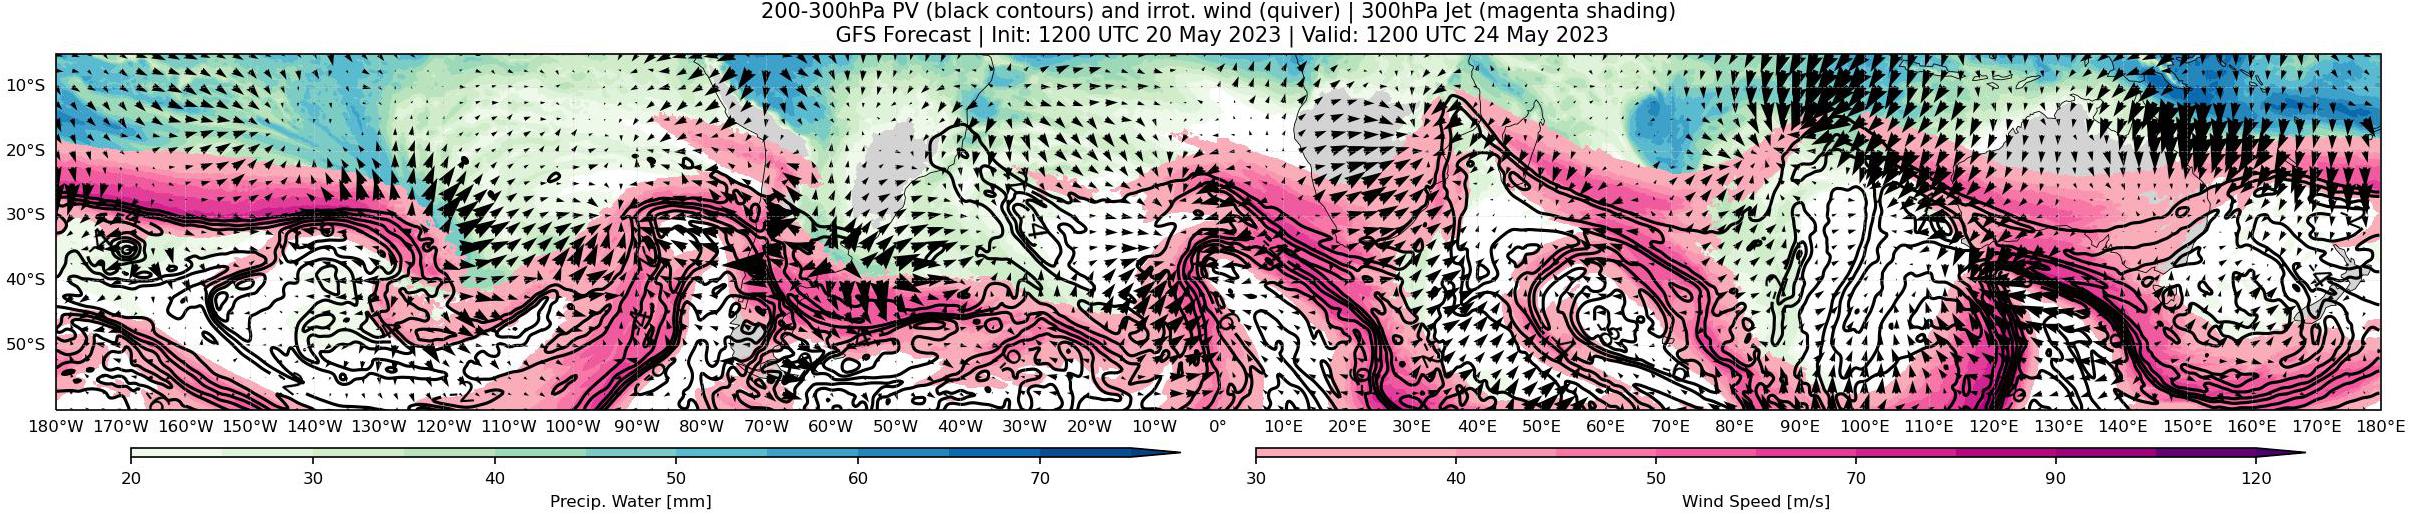 200-300hPa PV (black contours) and irrot. wind (quiver) | 300hPa Jet (magenta shading)
GFS Forecast | Init: 1200 UTC 20 May 2023 | Valid: 1200 UTC 24 May 2023
10°S
20°S
30°S
40°S
50°S
180°W 170°W 160°W 150°W 140°W 130°W 120°W 110°W 100°W 90°W 80°W 70°W 60°W 50°W 40°W 30°W 20°W 10°W 0° 10°E 20°E 30°E 40°E 50°E 60°E 70°E 80°E 90°E 100°E 110°E 120°E 130°E 140°E 150°E 160°E 170°E 180°E
20 30 40 50 60 70
Precip. Water [mm]
30 40 50 70 90 120
Wind Speed [m/s]